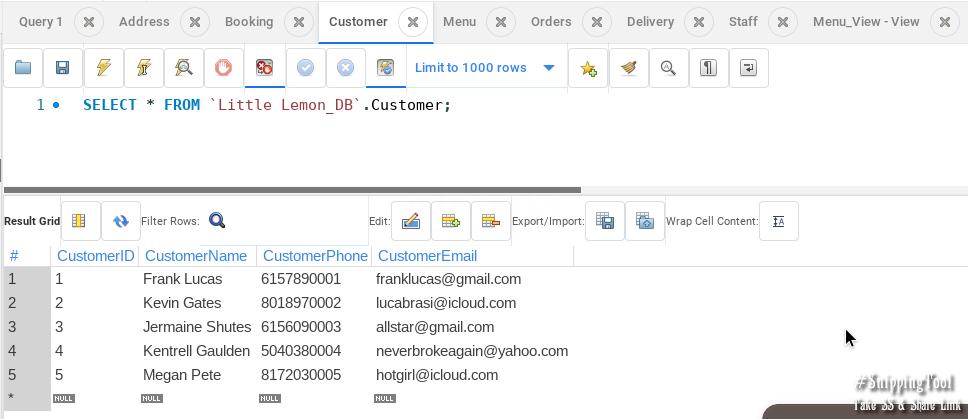 Query 1 Address Booking Customer Menu Orders Delivery Staff Menu_View - View
Limit to 1000 rows
1 SELECT * FROM `Little Lemon_DB`.Customer;
Result Grid Filter Rows: Edit: Export/Import: Wrap Cell Content:
# CustomerID CustomerName CustomerPhone CustomerEmail
1 1 Frank Lucas 6157890001 franklucas@gmail.com
2 2 Kevin Gates 8018970002 lucabrasi@icloud.com
3 3 Jermaine Shutes 6156090003 allstar@gmail.com
4 4 Kentrell Gaulden 5040380004 neverbrokeagain@yahoo.com
5 5 Megan Pete 8172030005 hotgirl@icloud.com
* NULL NULL NULL NULL
#SnippingTool
Take SS & Share Link